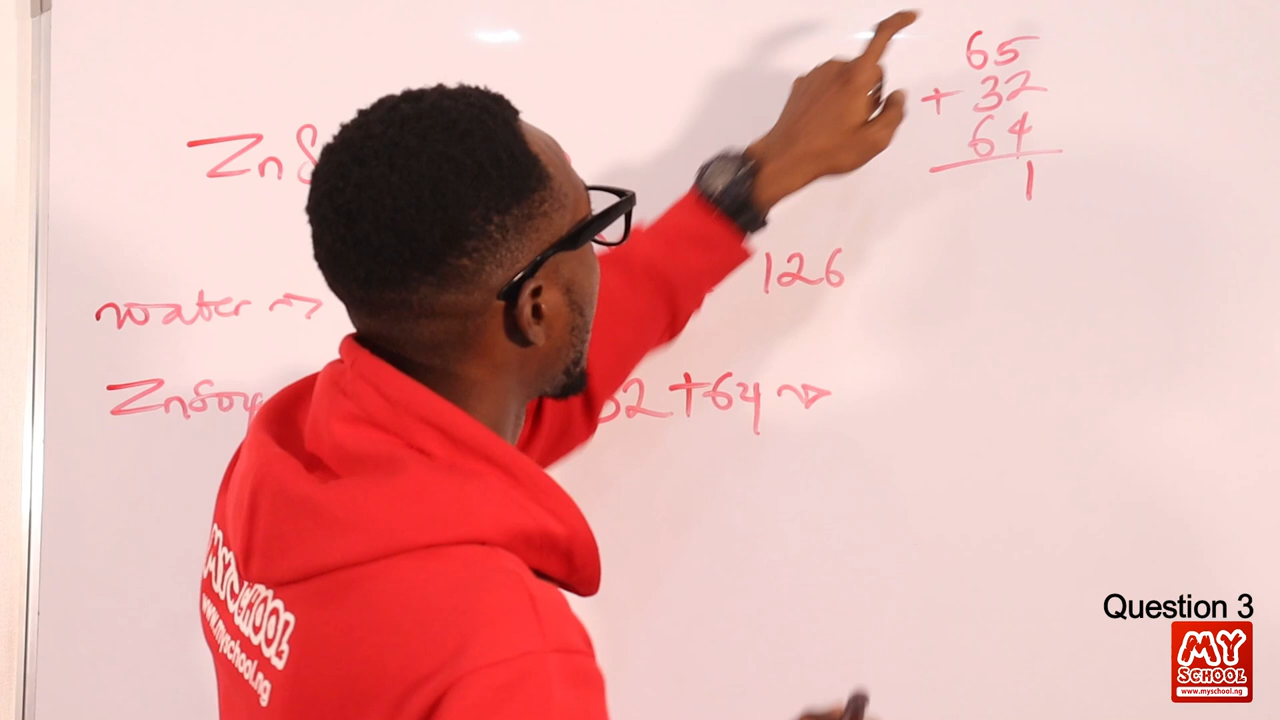 65
+ 32
64
1
Zn
126
water ~>
ZnSO4
32+64 ~>
MYSCHOOL
www.myschool.ng
Question 3
MY
SCHOOL
www.myschool.ng